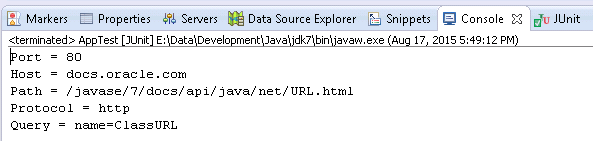 Markers Properties Servers Data Source Explorer Snippets Console JUnit
<terminated> AppTest [JUnit] E:\Data\Development\Java\jdk7\bin\javaw.exe (Aug 17, 2015 5:49:12 PM)
Port = 80
Host = docs.oracle.com
Path = /javase/7/docs/api/java/net/URL.html
Protocol = http
Query = name=ClassURL